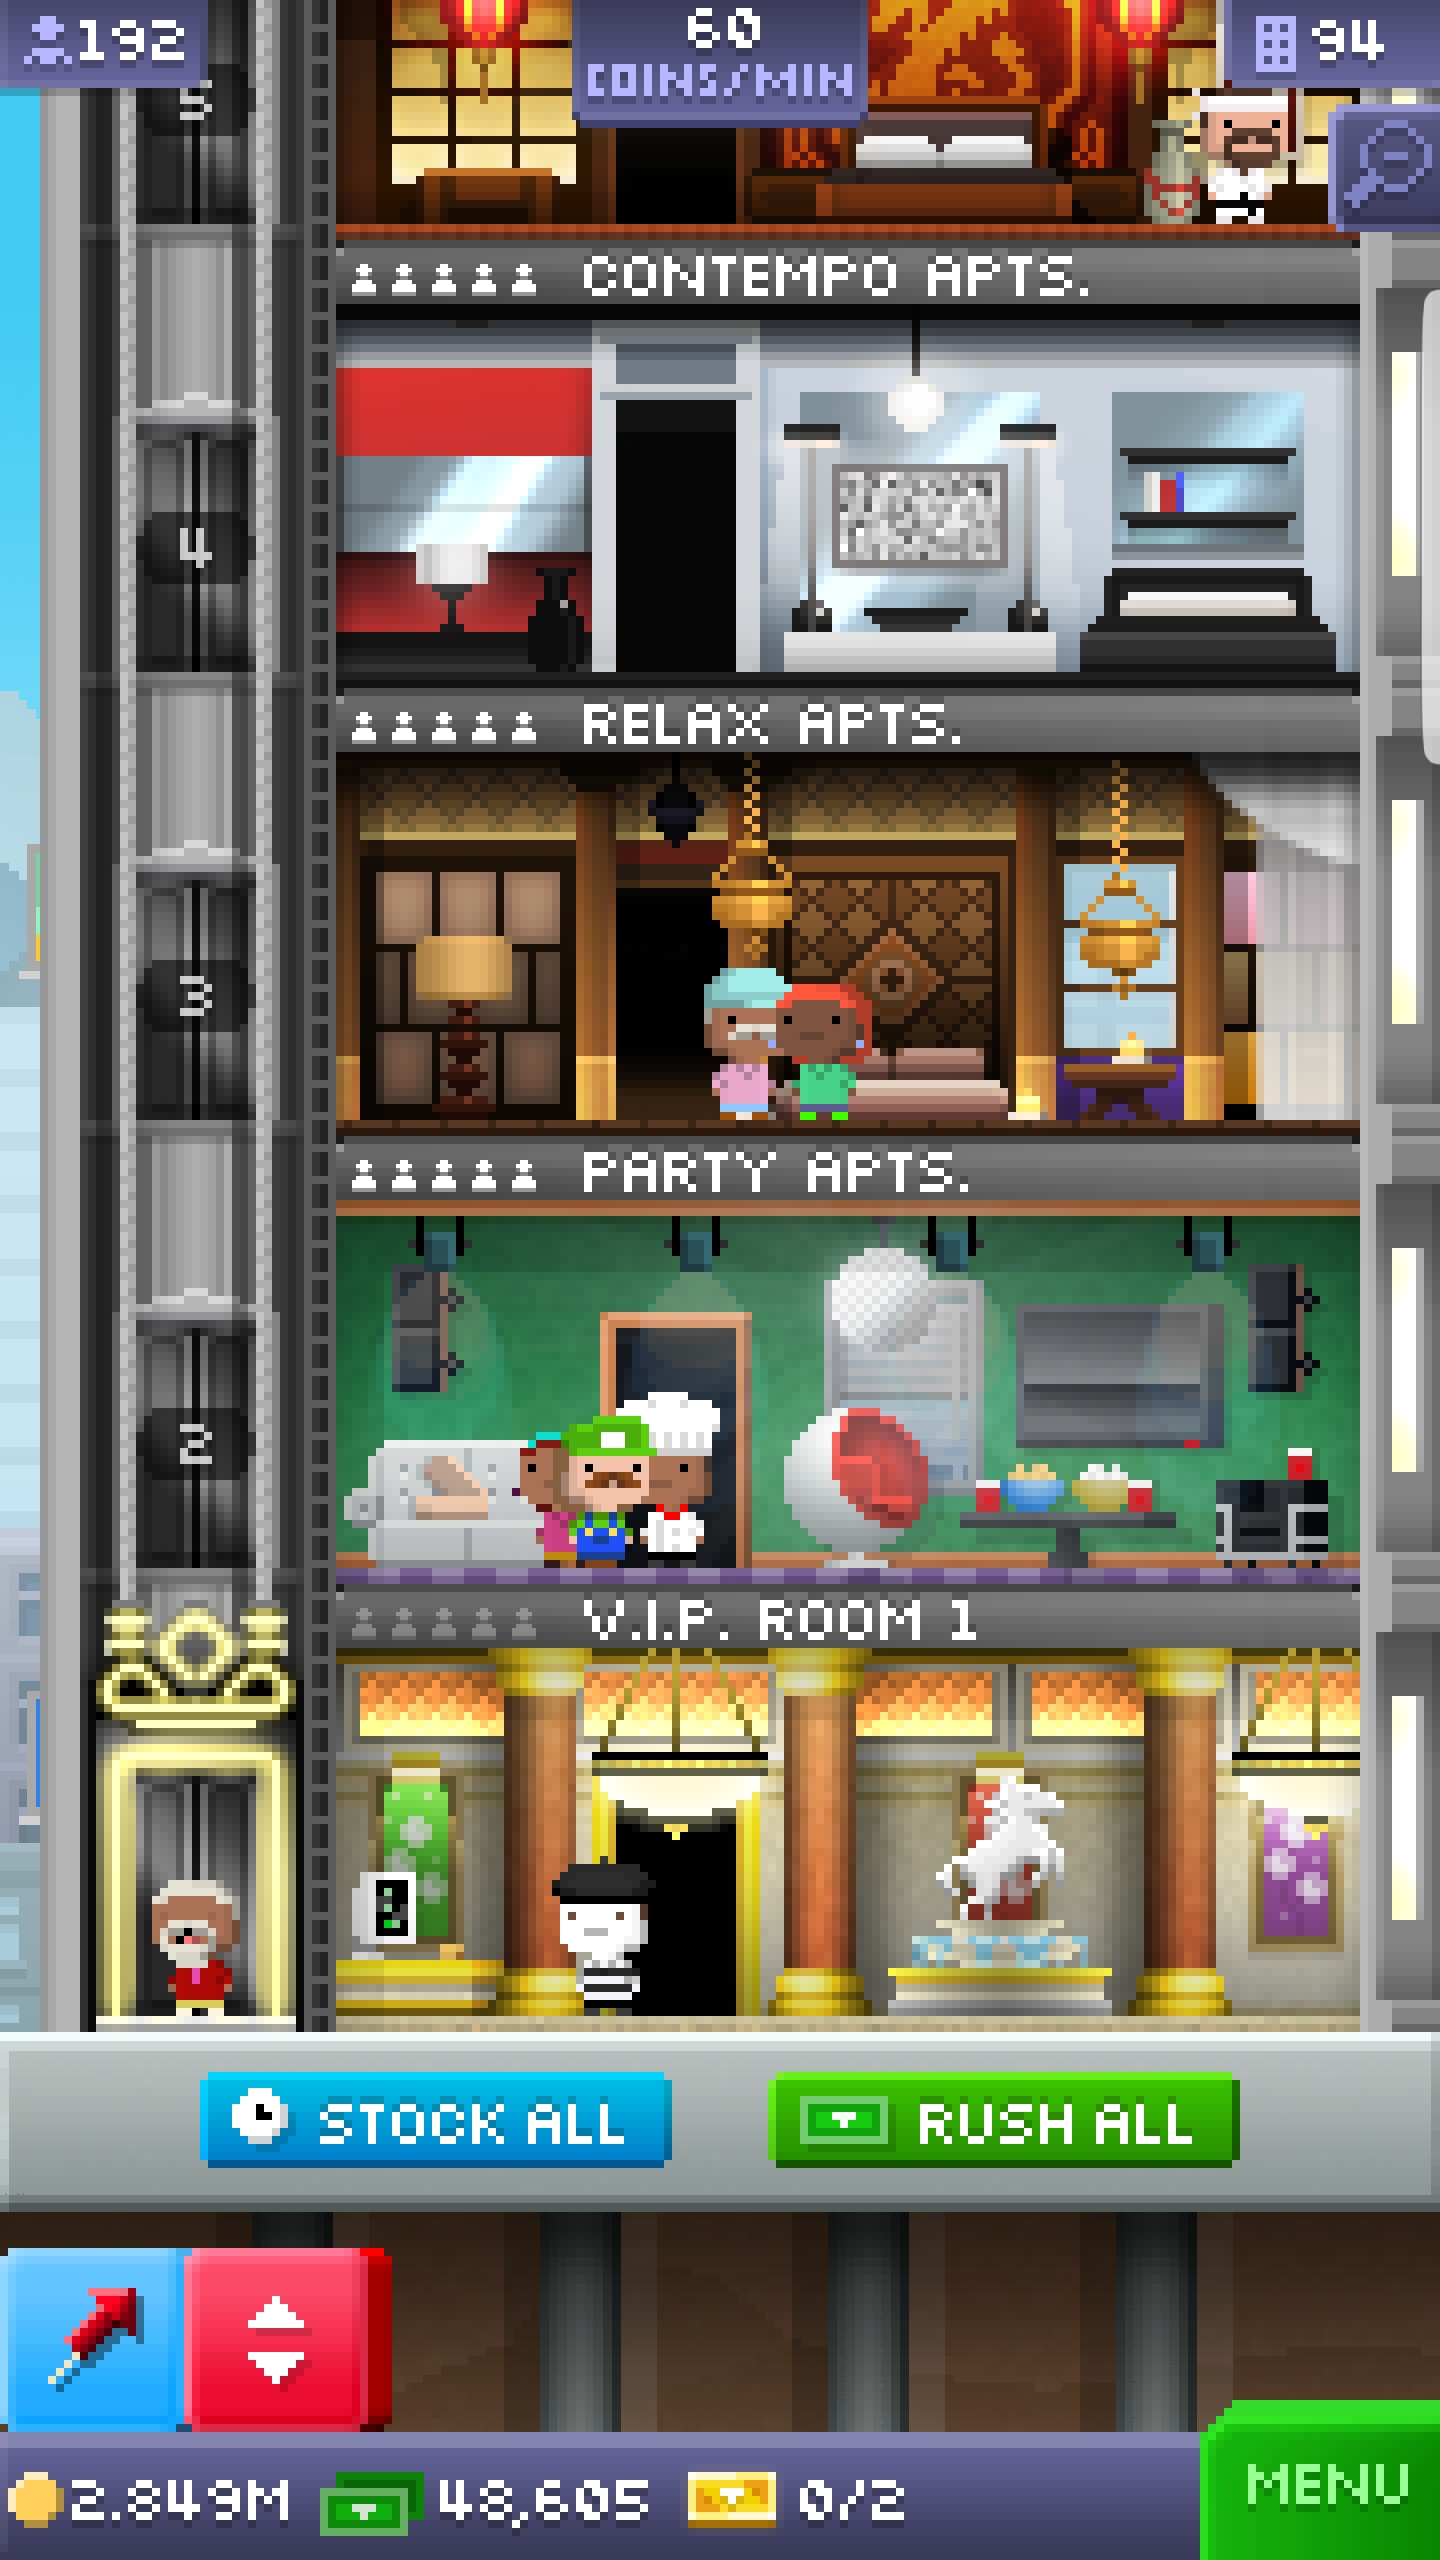 192
60
COINS/MIN
94
5
CONTEMPO APTS.
4
RELAX APTS.
3
PARTY APTS.
2
V.I.P. ROOM 1
STOCK ALL
RUSH ALL
2.849M
48,605
0/2
MENU